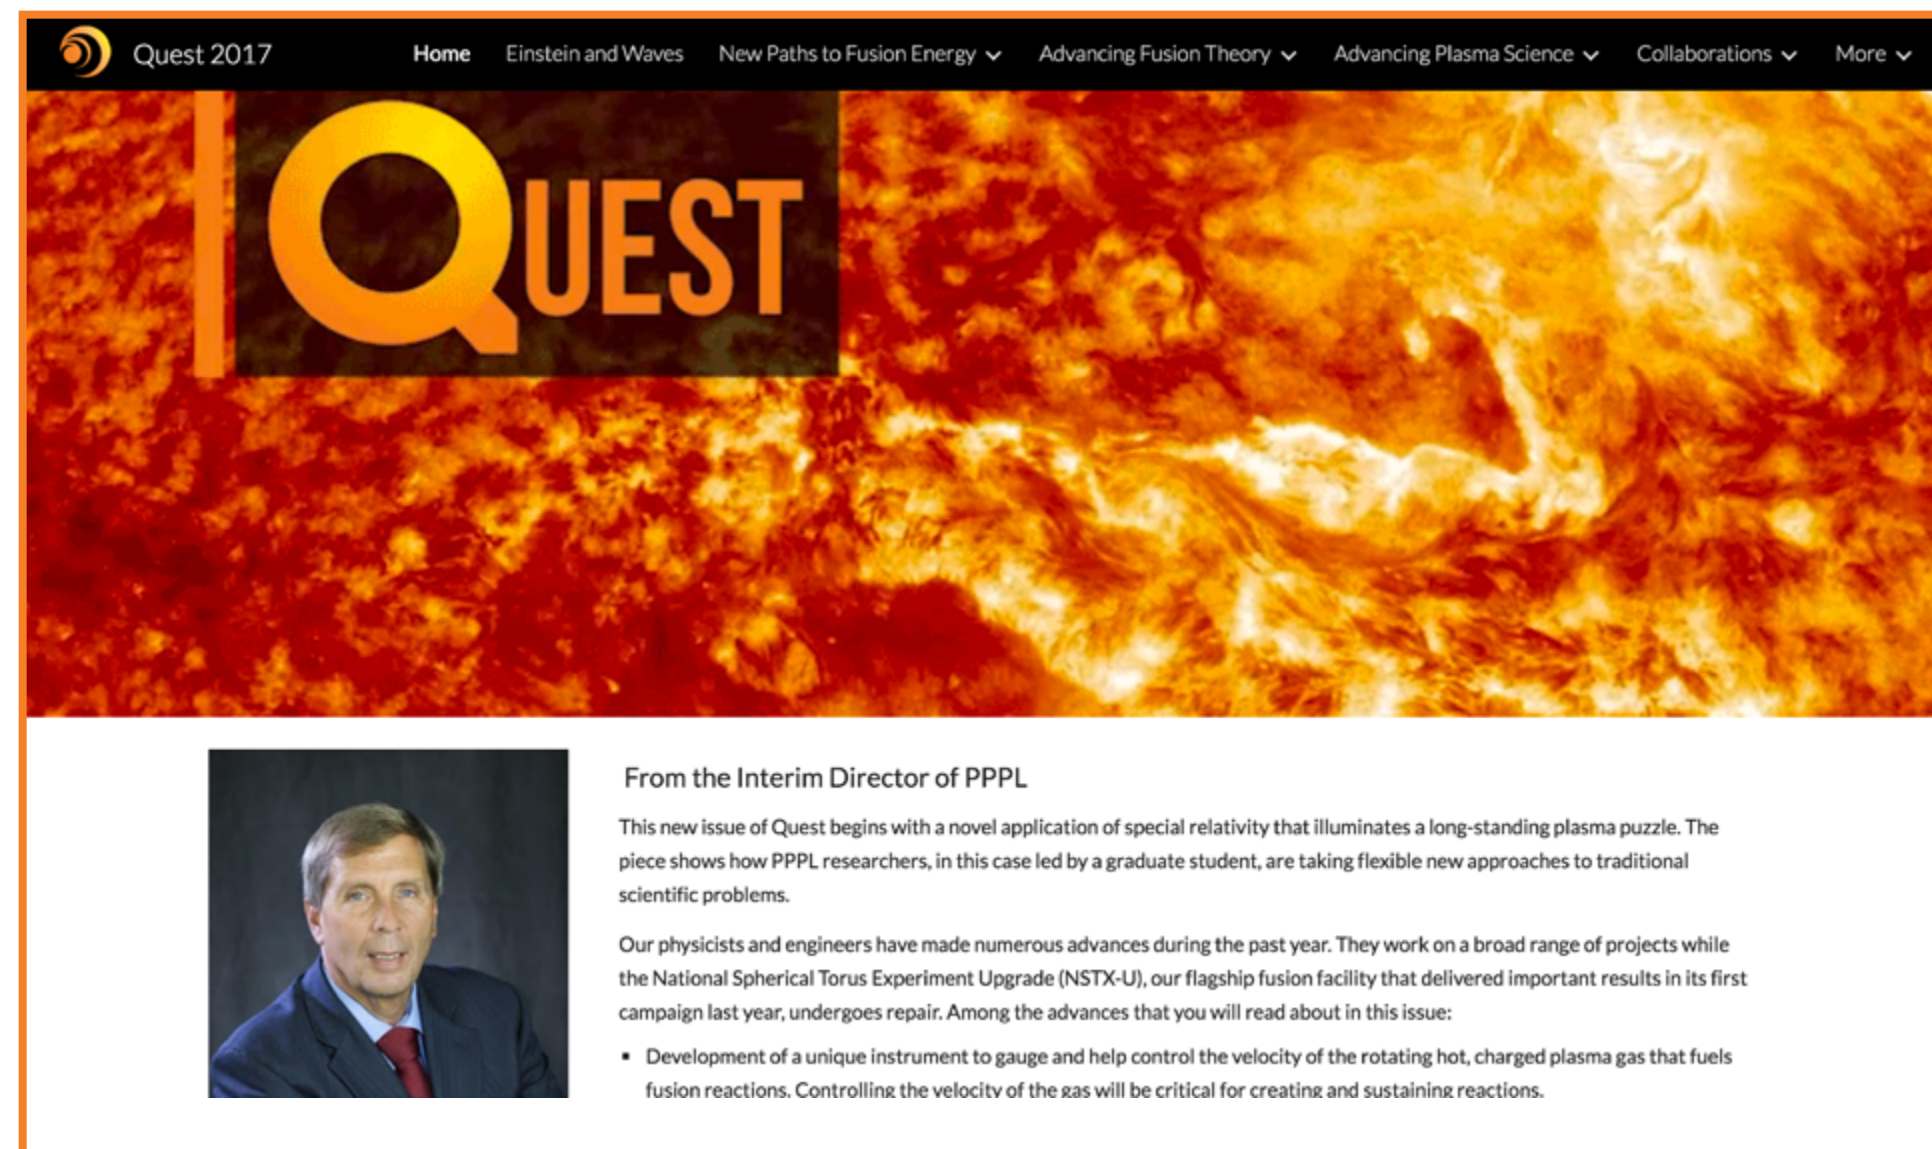 Quest 2017
Home Einstein and Waves New Paths to Fusion Energy Advancing Fusion Theory Advancing Plasma Science Collaborations More
QUEST
From the Interim Director of PPPL
This new issue of Quest begins with a novel application of special relativity that illuminates a long-standing plasma puzzle. The
piece shows how PPPL researchers, in this case led by a graduate student, are taking flexible new approaches to traditional
scientific problems.
Our physicists and engineers have made numerous advances during the past year. They work on a broad range of projects while
the National Spherical Torus Experiment Upgrade (NSTX-U), our flagship fusion facility that delivered important results in its first
campaign last year, undergoes repair. Among the advances that you will read about in this issue:
▪ Development of a unique instrument to gauge and help control the velocity of the rotating hot, charged plasma gas that fuels
fusion reactions. Controlling the velocity of the gas will be critical for creating and sustaining reactions.